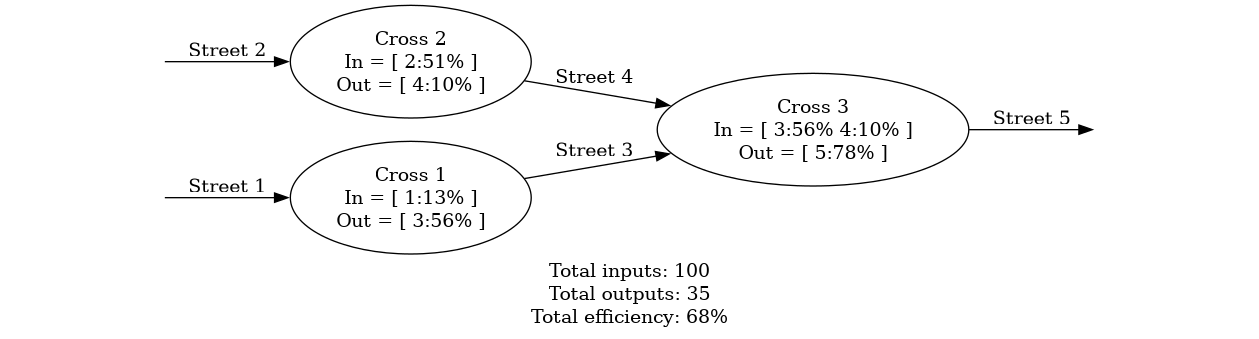 Street 2
Cross 2
In = [ 2:51% ]
Out = [ 4:10% ]
Street 4
Cross 3
In = [ 3:56% 4:10% ]
Out = [ 5:78% ]
Street 5
Street 3
Street 1
Cross 1
In = [ 1:13% ]
Out = [ 3:56% ]
Total inputs: 100
Total outputs: 35
Total efficiency: 68%